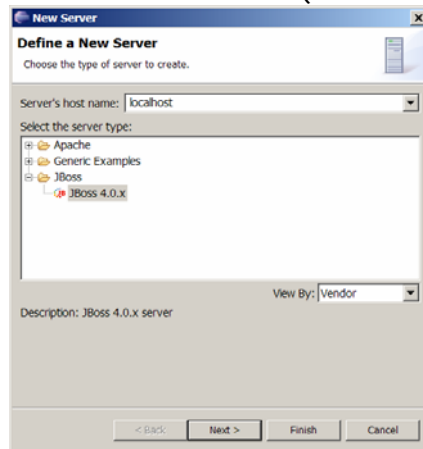 New Server
Define a New Server
Choose the type of server to create.
Server's host name: localhost
Select the server type:
Apache
Generic Examples
JBoss
JBoss 4.0.x
View By: Vendor
Description: JBoss 4.0.x server
< Back Next > Finish Cancel